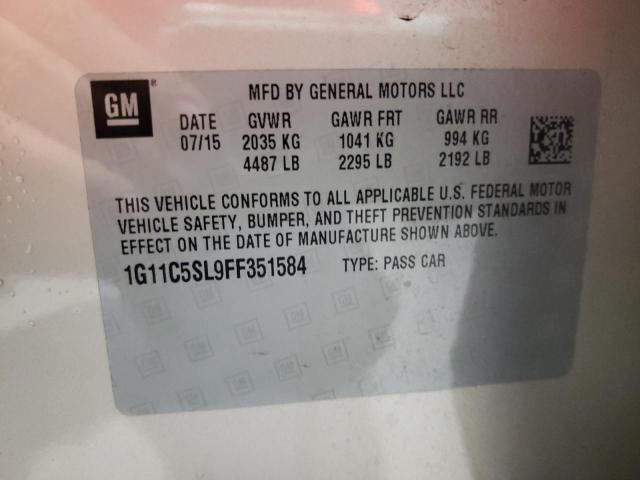 GM
MFD BY GENERAL MOTORS LLC
DATE GVWR GAWR FRT GAWR RR
07/15 2035 KG 1041 KG 994 KG
4487 LB 2295 LB 2192 LB
THIS VEHICLE CONFORMS TO ALL APPLICABLE U.S. FEDERAL MOTOR
VEHICLE SAFETY, BUMPER, AND THEFT PREVENTION STANDARDS IN
EFFECT ON THE DATE OF MANUFACTURE SHOWN ABOVE.
1G11C5SL9FF351584 TYPE: PASS CAR